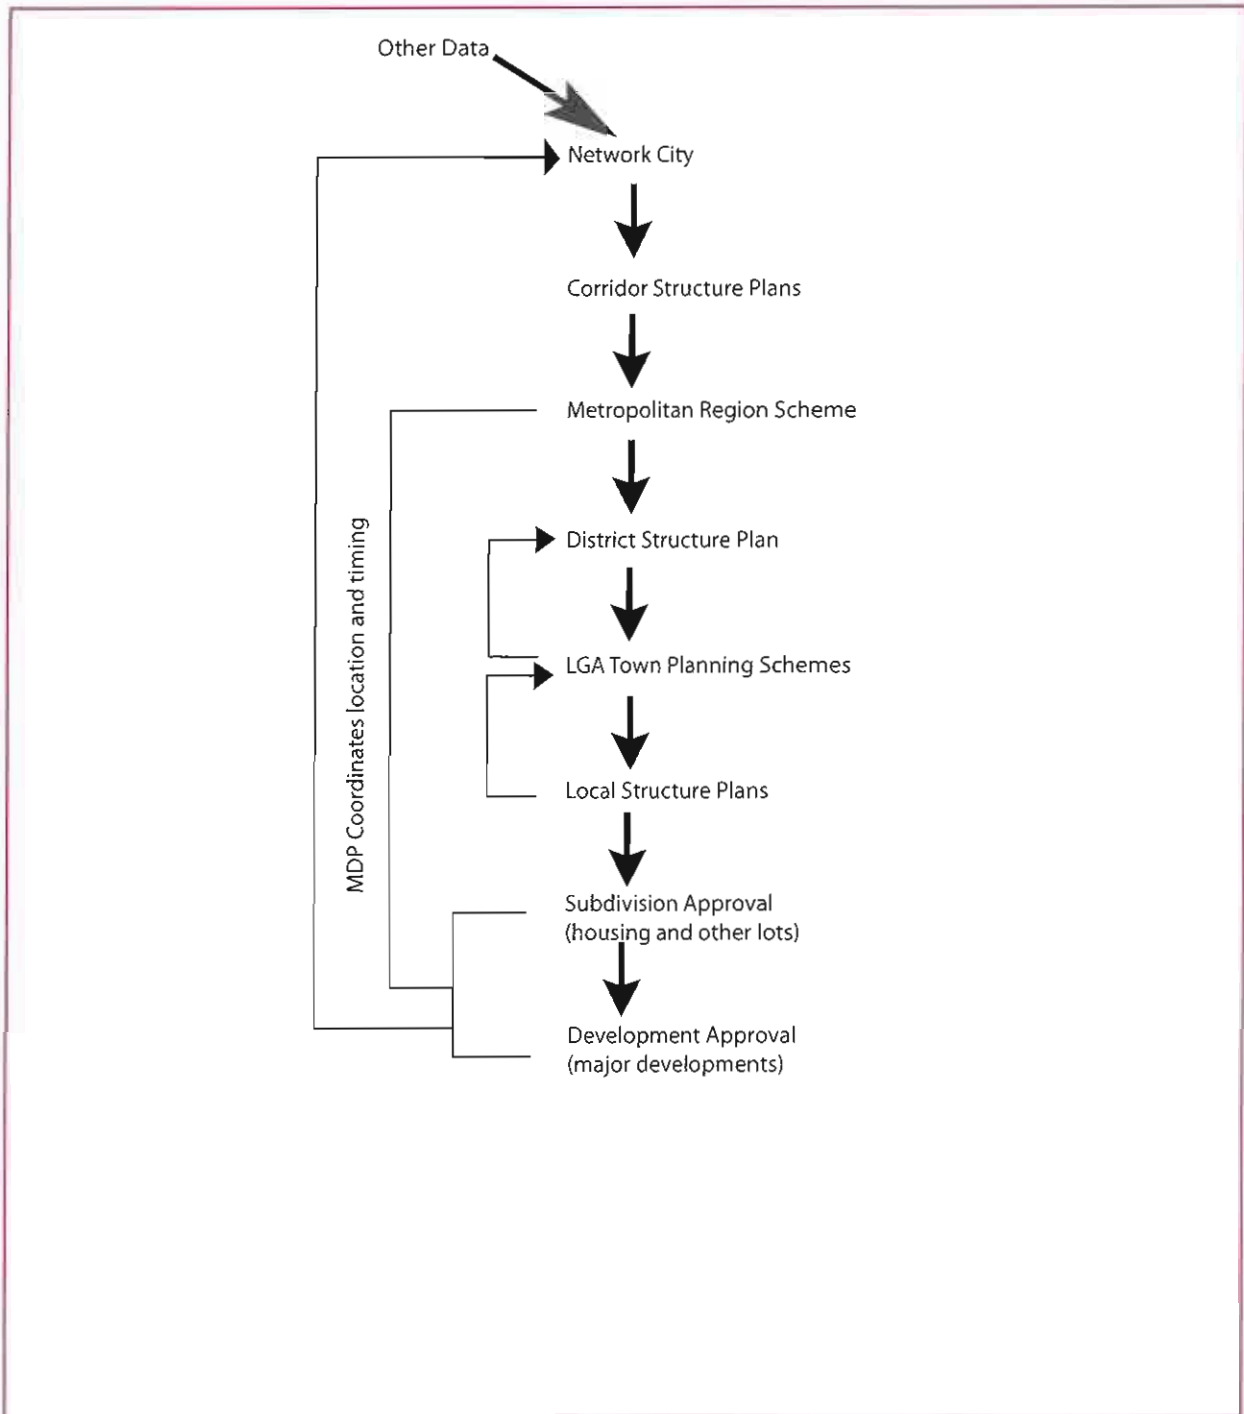 Other Data
Network City
Corridor Structure Plans
Metropolitan Region Scheme
MDP Coordinates location and timing
District Structure Plan
LGA Town Planning Schemes
Local Structure Plans
Subdivision Approval
(housing and other lots)
Development Approval
(major developments)